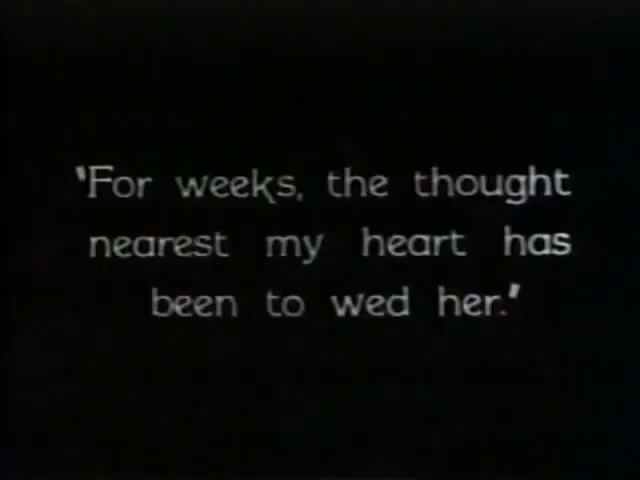 "For weeks, the thought
nearest my heart has
been to wed her."